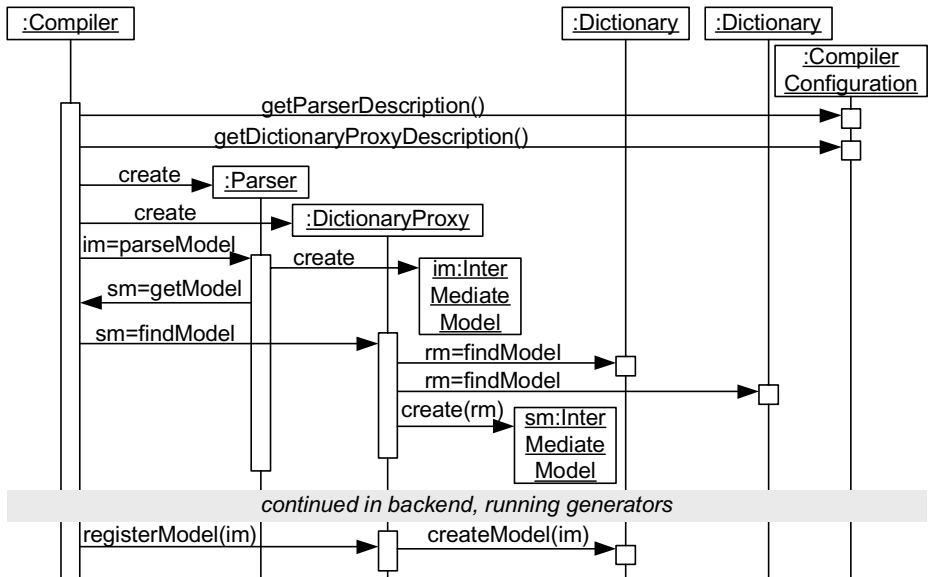 :Compiler
:Dictionary
:Dictionary
:Compiler
Configuration
getParserDescription()
getDictionaryProxyDescription()
create
:Parser
create
:DictionaryProxy
im=parseModel
create
im:Inter
Mediate
Model
sm=getModel
sm=findModel
rm=findModel
rm=findModel
create(rm)
sm:Inter
Mediate
Model
continued in backend, running generators
registerModel(im)
createModel(im)